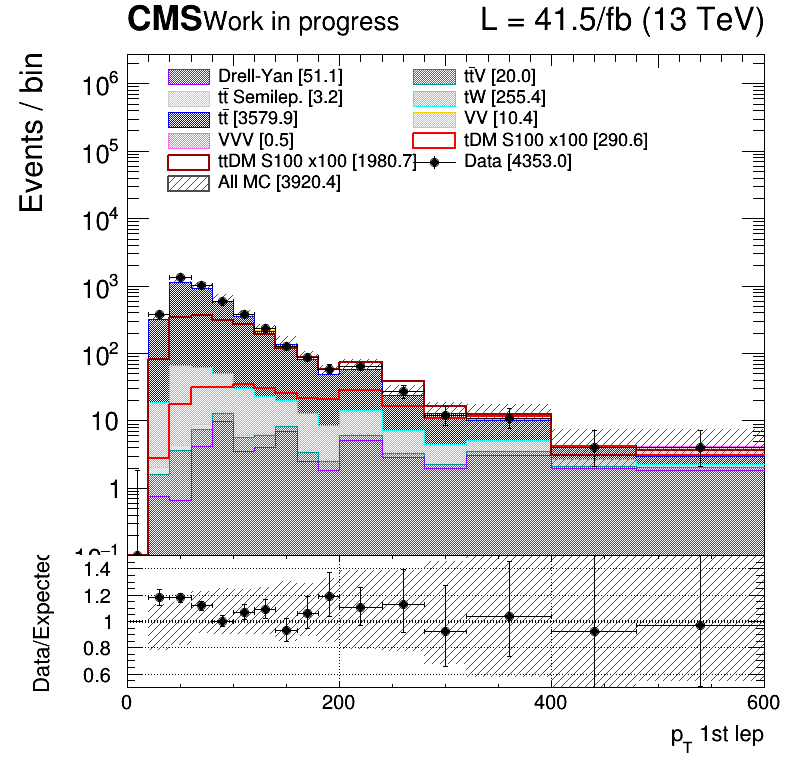 CMS Work in progress L = 41.5/fb (13 TeV)
Events / bin
Drell-Yan [51.1] tt̄V [20.0]
tt̄ Semilep. [3.2] tW [255.4]
tt̄ [3579.9] VV [10.4]
VVV [0.5] tDM S100 x100 [290.6]
ttDM S100 x100 [1980.7] Data [4353.0]
All MC [3920.4]
10⁶
10⁵
10⁴
10³
10²
10
1
10⁻¹
Data/Expected
1.4
1.2
1
0.8
0.6
0 200 400 600
p_T 1st lep